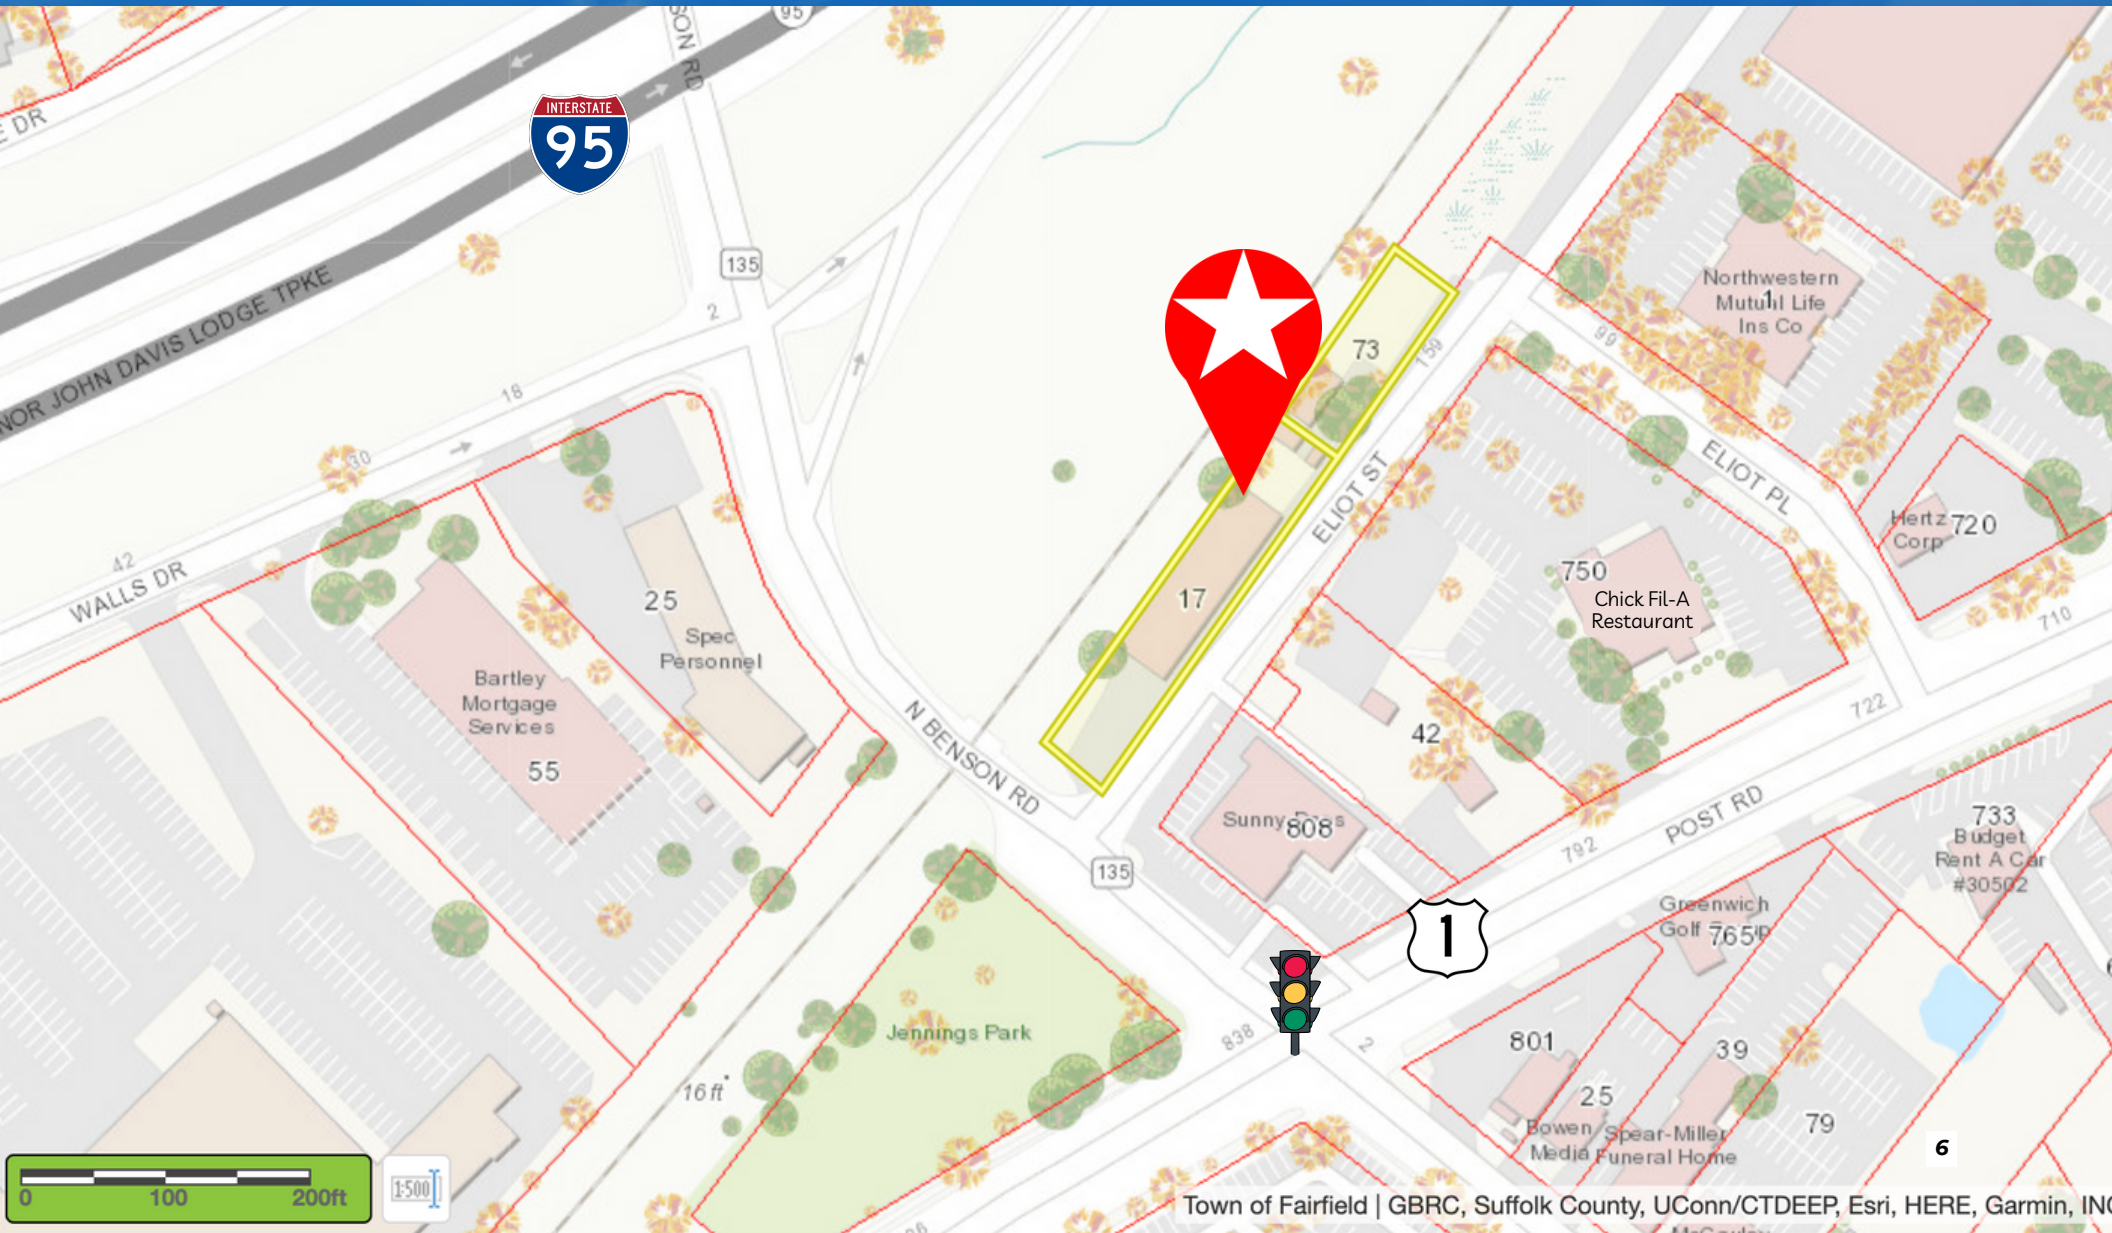 SON RD
95
E DR
INTERSTATE
95
135
NOR JOHN DAVIS LODGE TPKE
2
18
30
42
WALLS DR
73
159
ELIOT ST
17
99
Northwestern
Mutual Life
Ins Co
1
ELIOT PL
Hertz
Corp
720
750
Chick Fil-A
Restaurant
710
722
25
Spec
Personnel
Bartley
Mortgage
Services
55
N BENSON RD
42
808
792
POST RD
733
Budget
Rent A Car
#30502
135
1
Greenwich
Golf
765
Jennings Park
838
2
801
39
25
79
Bowen
Media
Spear-Miller
Funeral Home
16 ft
6
0 100 200ft
1:500
Town of Fairfield | GBRC, Suffolk County, UConn/CTDEEP, Esri, HERE, Garmin, INC